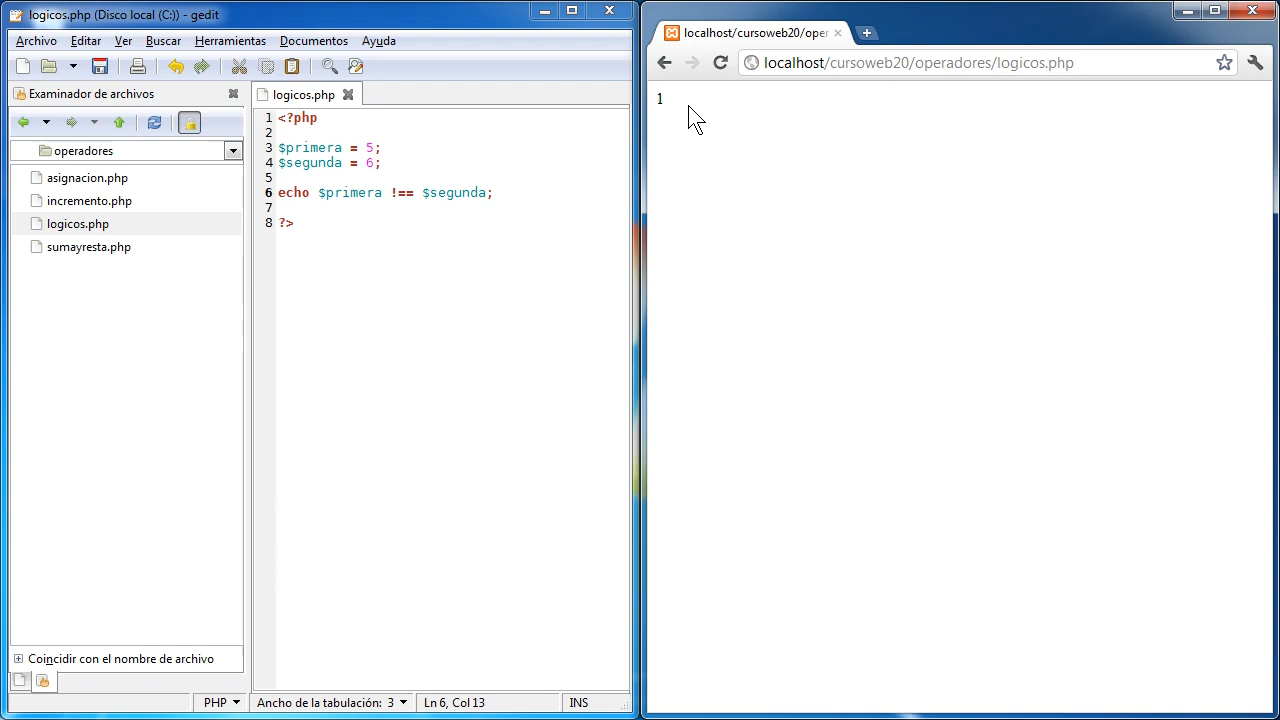 logicos.php (Disco local (C:)) - gedit
Archivo Editar Ver Buscar Herramientas Documentos Ayuda
Examinador de archivos
operadores
asignacion.php
incremento.php
logicos.php
sumayresta.php
Coincidir con el nombre de archivo
logicos.php
1 <?php
2
3 $primera = 5;
4 $segunda = 6;
5
6 echo $primera !== $segunda;
7
8 ?>
PHP Ancho de la tabulación: 3 Ln 6, Col 13 INS
localhost/cursoweb20/oper
localhost/cursoweb20/operadores/logicos.php
1